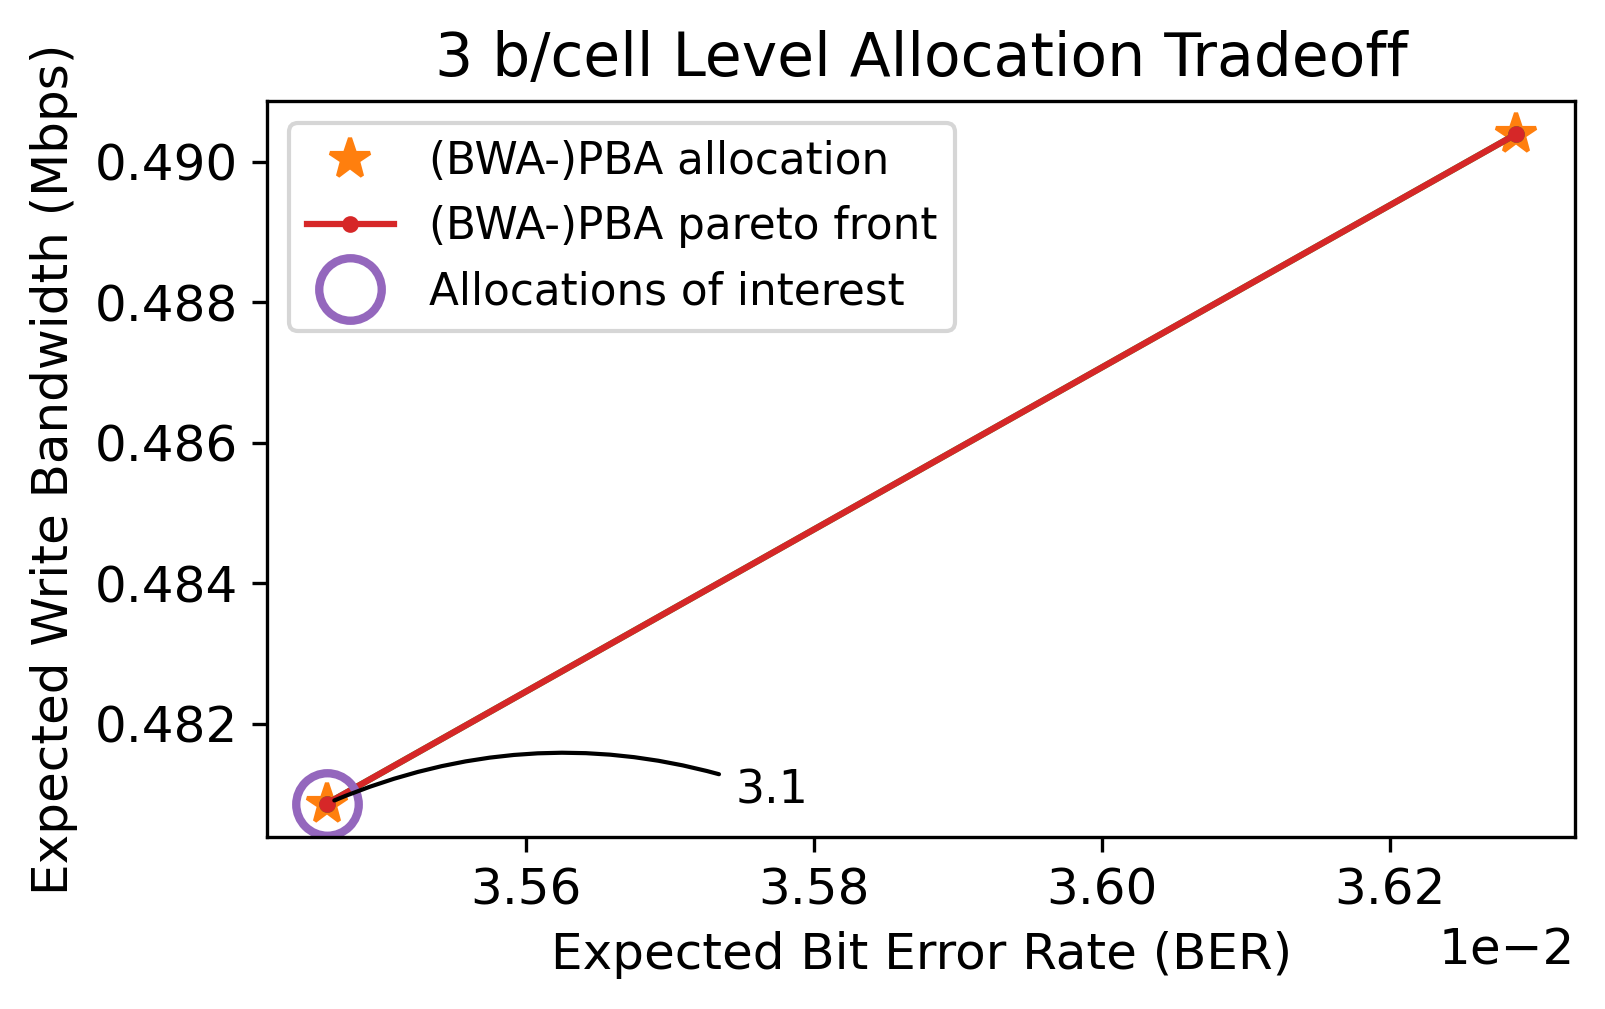 3 b/cell Level Allocation Tradeoff
Expected Write Bandwidth (Mbps)
0.490
0.488
0.486
0.484
0.482
(BWA-)PBA allocation
(BWA-)PBA pareto front
Allocations of interest
3.1
3.56 3.58 3.60 3.62
1e−2
Expected Bit Error Rate (BER)